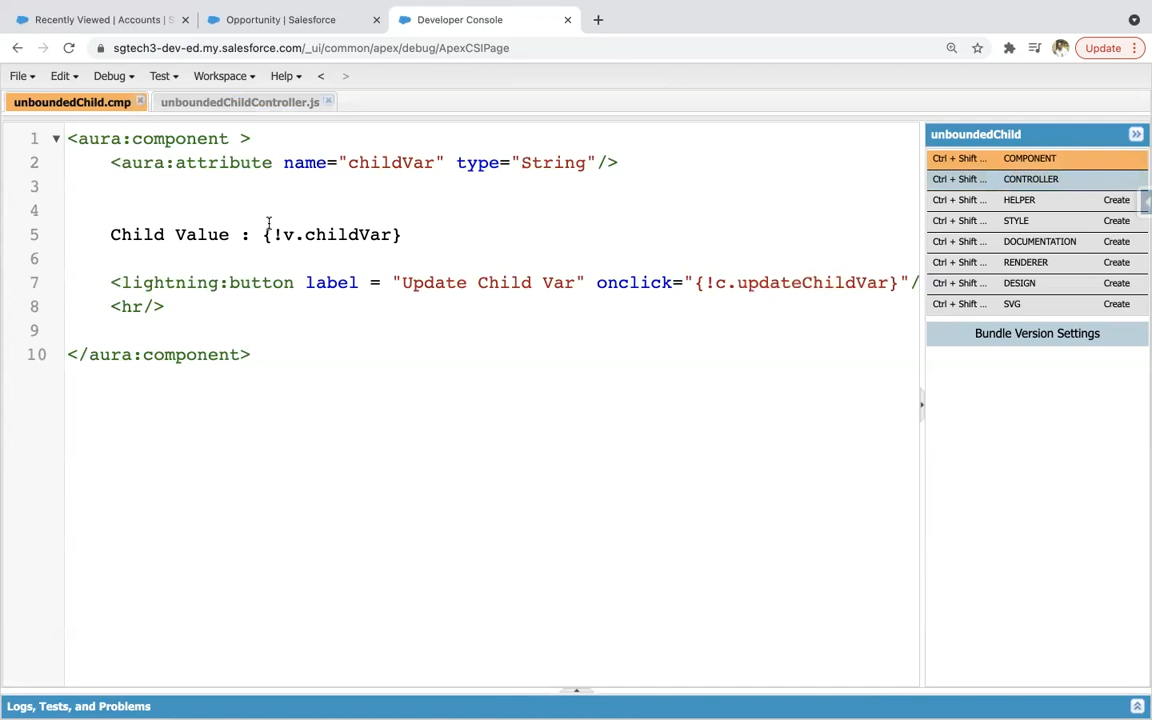 Recently Viewed | Accounts | S
Opportunity | Salesforce
Developer Console
sgtech3-dev-ed.my.salesforce.com/_ui/common/apex/debug/ApexCSIPage
Update
File Edit Debug Test Workspace Help < >
unboundedChild.cmp
unboundedChildController.js
1 <aura:component >
2 <aura:attribute name="childVar" type="String"/>
3
4
5 Child Value : {!v.childVar}
6
7 <lightning:button label = "Update Child Var" onclick="{!c.updateChildVar}"/
8 <hr/>
9
10 </aura:component>
unboundedChild
Ctrl + Shift ... COMPONENT
Ctrl + Shift ... CONTROLLER
Ctrl + Shift ... HELPER Create
Ctrl + Shift ... STYLE Create
Ctrl + Shift ... DOCUMENTATION Create
Ctrl + Shift ... RENDERER Create
Ctrl + Shift ... DESIGN Create
Ctrl + Shift ... SVG Create
Bundle Version Settings
Logs, Tests, and Problems